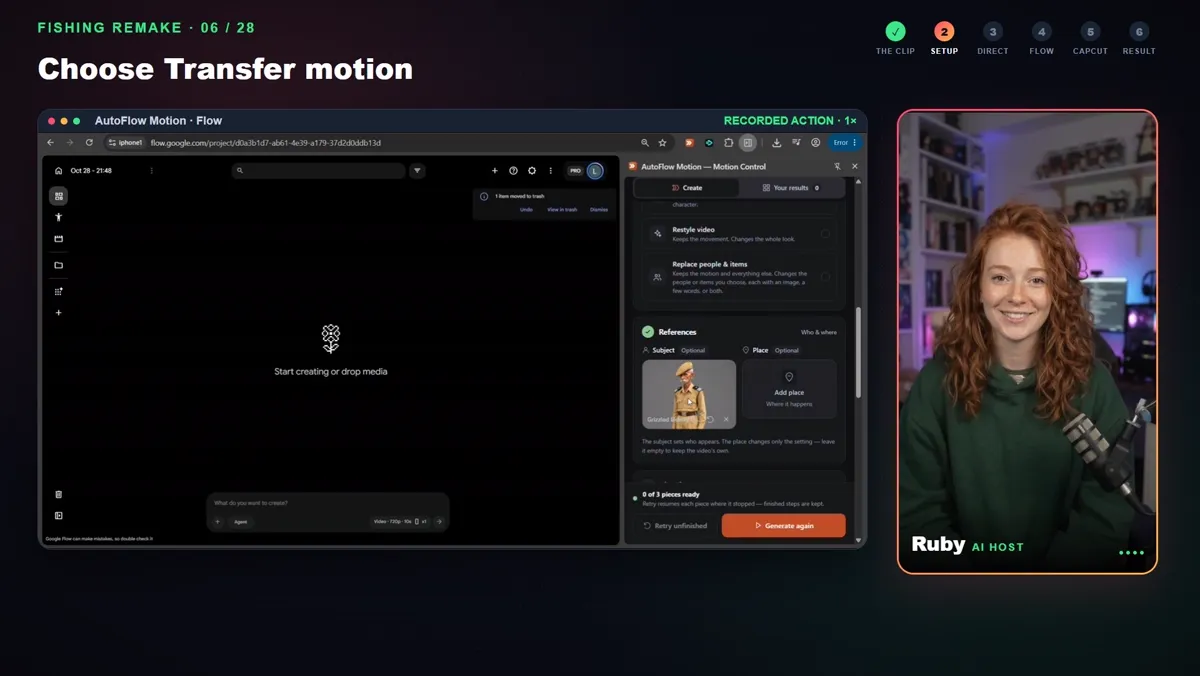 FISHING REMAKE · 06 / 28
Choose Transfer motion
✓ 2 3 4 5 6
THE CLIP SETUP DIRECT FLOW CAPCUT RESULT
AutoFlow Motion · Flow
RECORDED ACTION · 1×
iphone1 flow.google.com/project/d0a3b1d7-ab61-4e39-a179-37d2d0ddb13d
Error
Oct 28 - 21:48
PRO L
1 item moved to trash
Undo View in trash Dismiss
Start creating or drop media
What do you want to create?
Agent
Video · 720p · 10s x1
Google Flow can make mistakes, so double check it
AutoFlow Motion — Motion Control
Create
Your results 0
character.
Restyle video
Keeps the movement. Changes the whole look.
Replace people & items
Keeps the motion and everything else. Changes the
people or items you choose, each with an image, a
few words, or both.
References
Who & where
Subject Optional
Place Optional
Add place
Where it happens
The subject sets who appears. The place changes only the setting — leave
it empty to keep the video's own.
0 of 3 pieces ready
Retry resumes each piece where it stopped — finished steps are kept.
Retry unfinished
Generate again
Ruby AI HOST